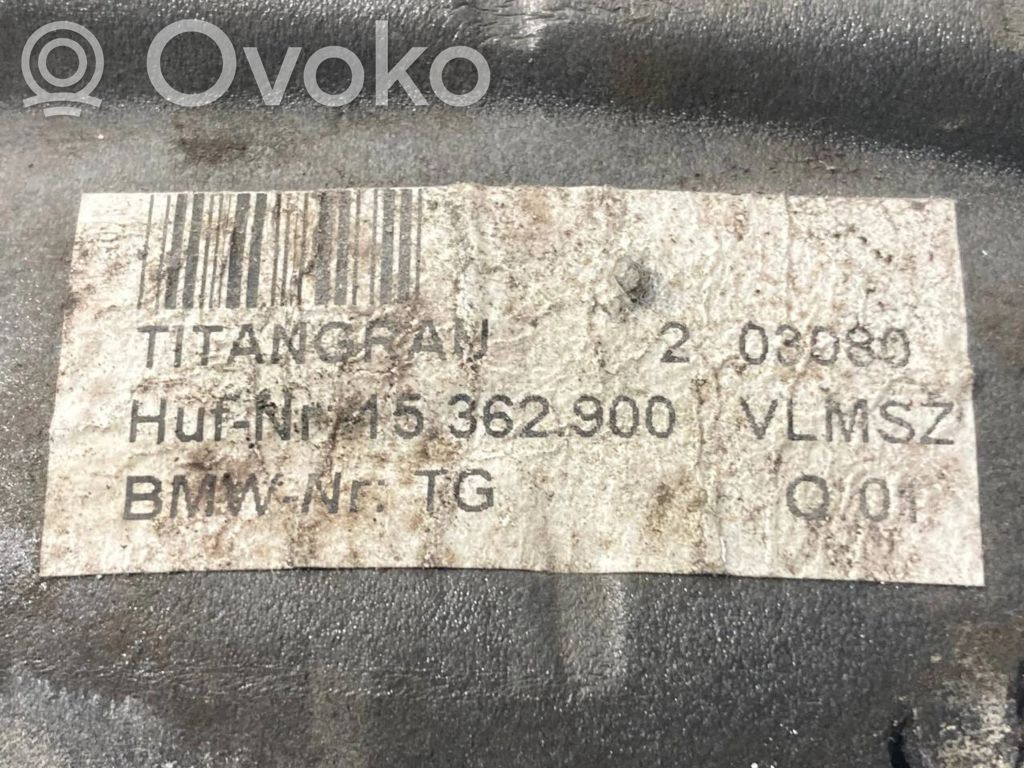 Ovoko
TITANGRAU 2 03080
Huf-Nr 15 362.900 VLMSZ
BMW-Nr: TG Q/01